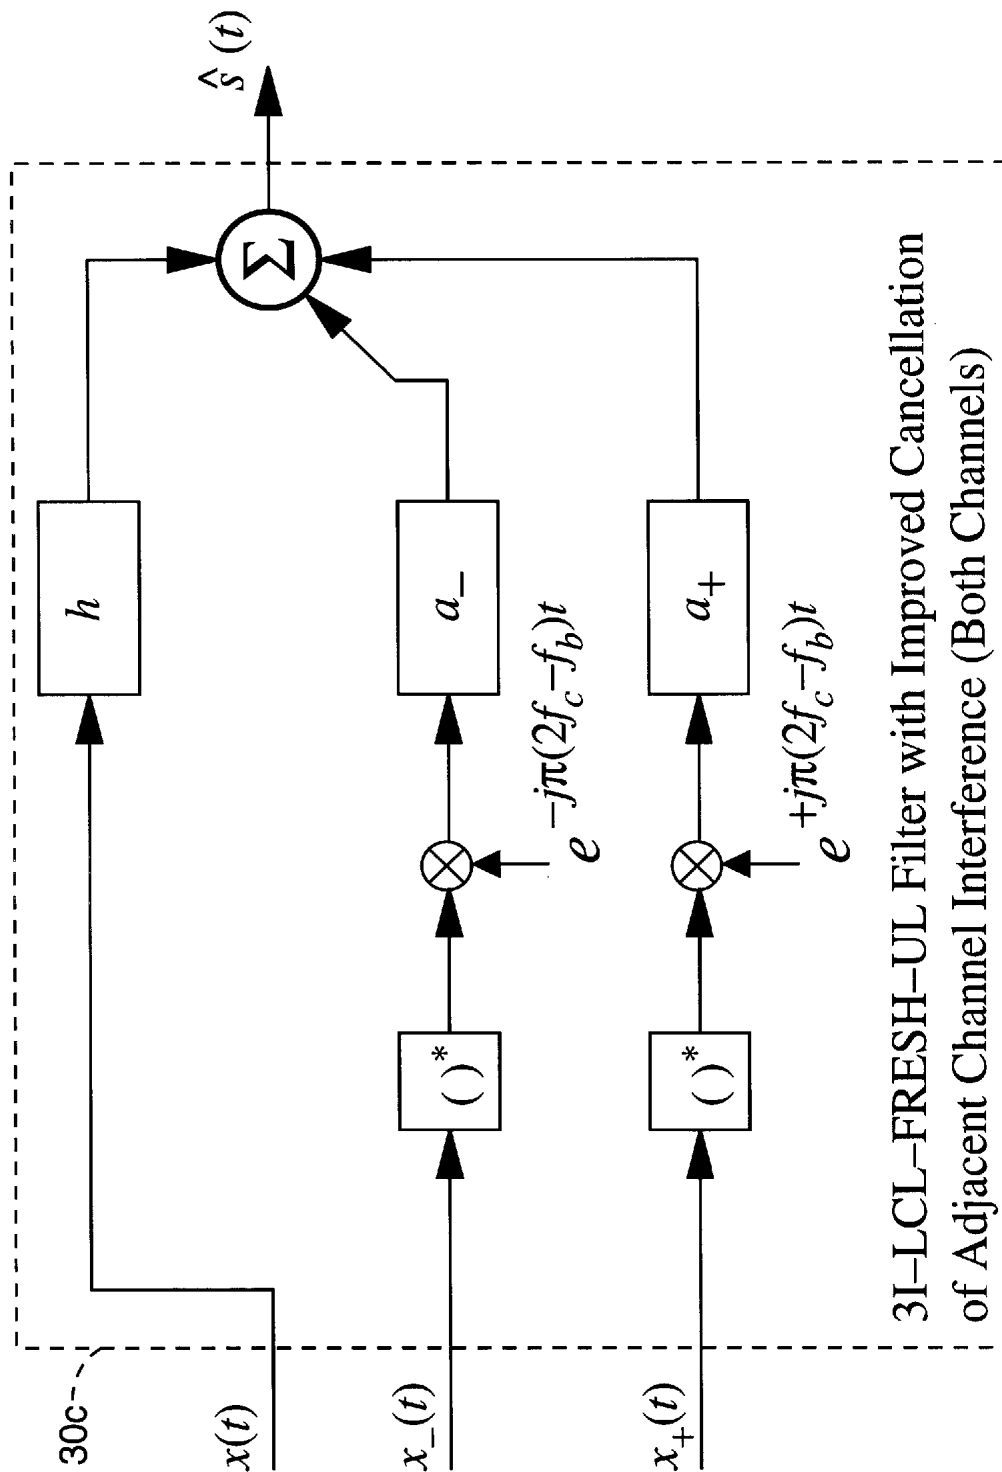 30c
x(t)
h
x_(t)
( )*
e^{-jπ(2f_c-f_b)t}
a_
x+(t)
( )*
e^{+jπ(2f_c-f_b)t}
a+
Σ
ŝ (t)
3I–LCL–FRESH–UL Filter with Improved Cancellation
of Adjacent Channel Interference (Both Channels)